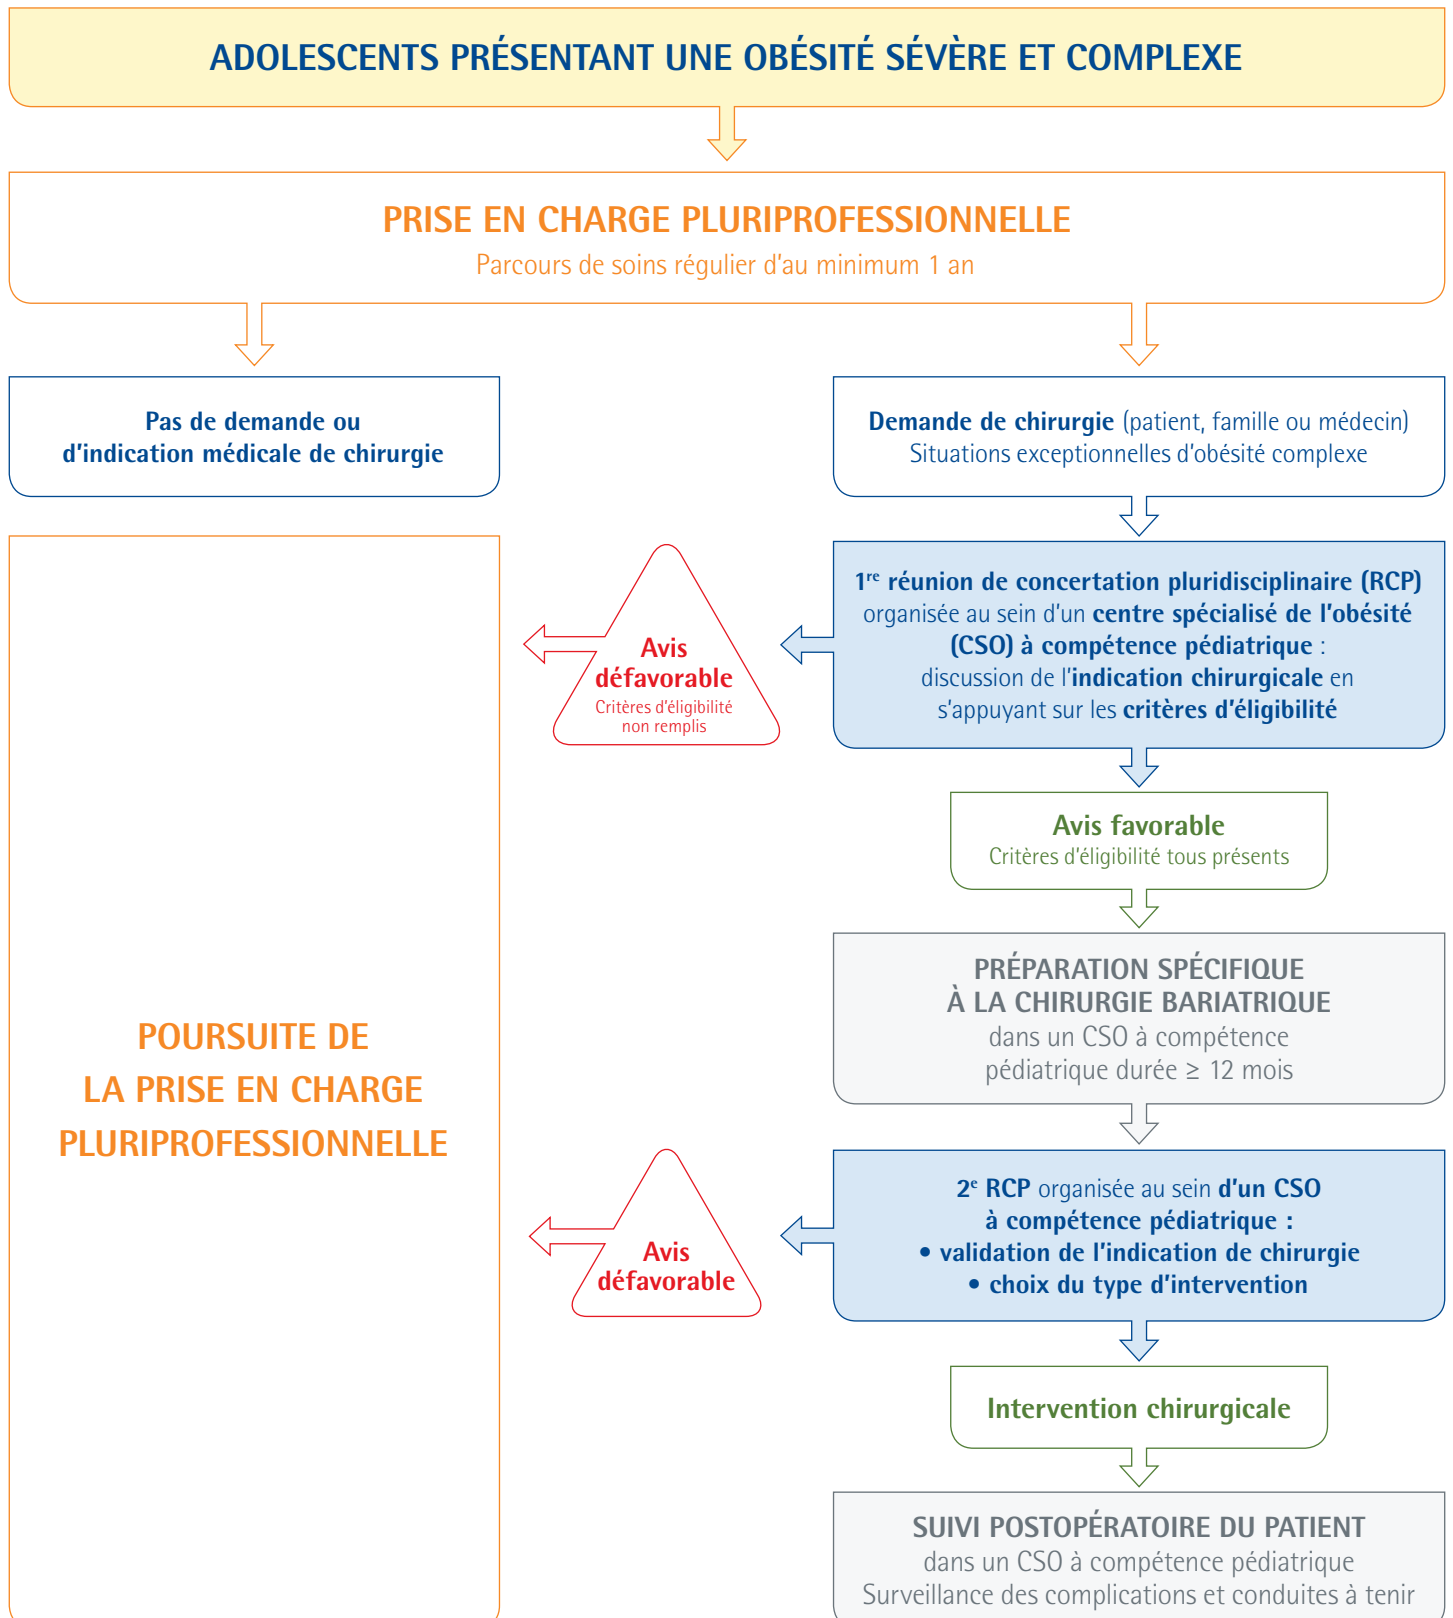 ADOLESCENTS PRÉSENTANT UNE OBÉSITÉ SÉVÈRE ET COMPLEXE
PRISE EN CHARGE PLURIPROFESSIONNELLE
Parcours de soins régulier d'au minimum 1 an
Pas de demande ou
d'indication médicale de chirurgie
Demande de chirurgie (patient, famille ou médecin)
Situations exceptionnelles d'obésité complexe
1re réunion de concertation pluridisciplinaire (RCP)
organisée au sein d'un centre spécialisé de l'obésité
(CSO) à compétence pédiatrique :
discussion de l'indication chirurgicale en
s'appuyant sur les critères d'éligibilité
Avis
défavorable
Critères d'éligibilité
non remplis
Avis favorable
Critères d'éligibilité tous présents
PRÉPARATION SPÉCIFIQUE
À LA CHIRURGIE BARIATRIQUE
dans un CSO à compétence
pédiatrique durée ≥ 12 mois
POURSUITE DE
LA PRISE EN CHARGE
PLURIPROFESSIONNELLE
2e RCP organisée au sein d'un CSO
à compétence pédiatrique :
• validation de l'indication de chirurgie
• choix du type d'intervention
Avis
défavorable
Intervention chirurgicale
SUIVI POSTOPÉRATOIRE DU PATIENT
dans un CSO à compétence pédiatrique
Surveillance des complications et conduites à tenir